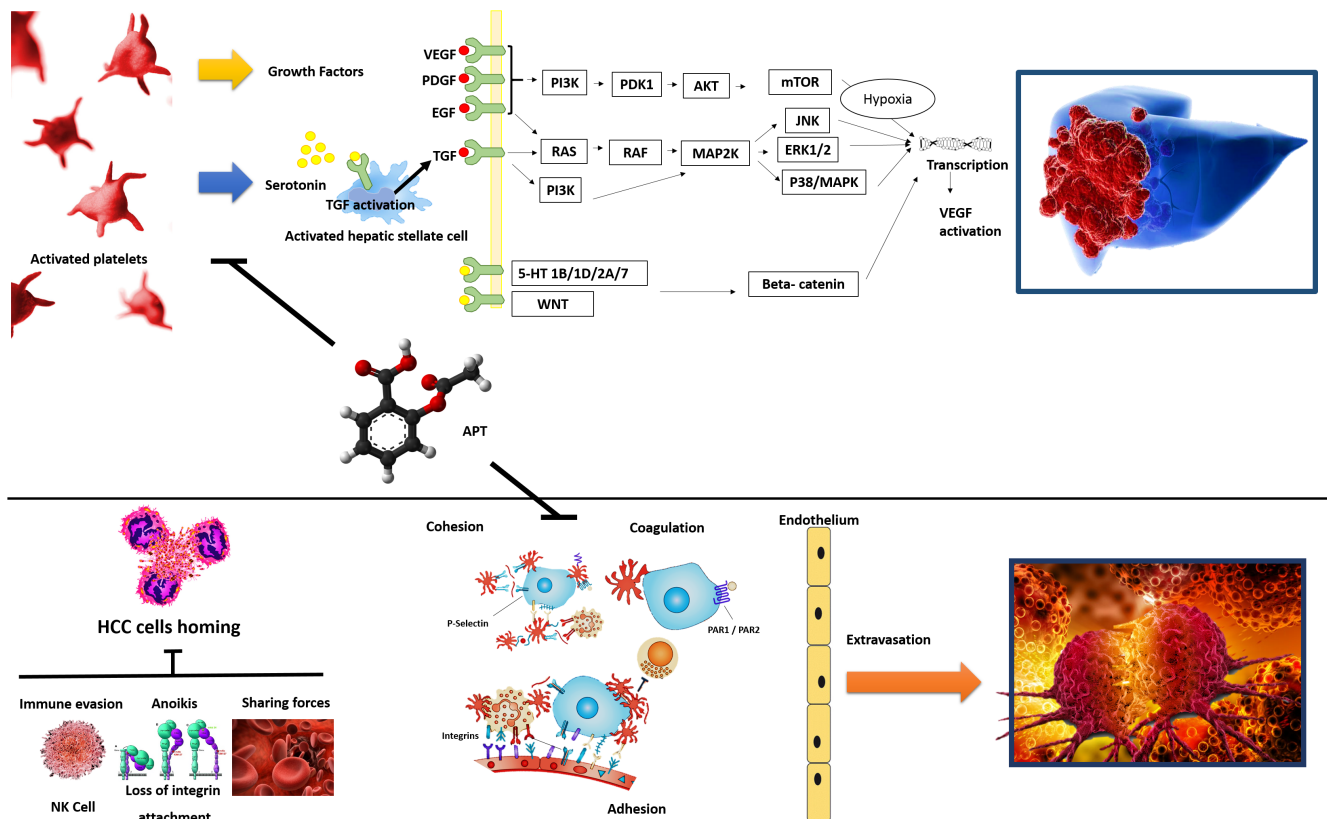 Growth Factors
Serotonin
Activated platelets
TGF activation
Activated hepatic stellate cell
VEGF
PDGF
EGF
TGF
PI3K
PDK1
AKT
mTOR
Hypoxia
RAS
RAF
MAP2K
JNK
ERK1/2
P38/MAPK
PI3K
Transcription
VEGF
activation
5-HT 1B/1D/2A/7
WNT
Beta- catenin
APT
HCC cells homing
Immune evasion
Anoikis
Sharing forces
NK Cell
Loss of integrin
attachment
Cohesion
Coagulation
P-Selectin
PAR1 / PAR2
Integrins
Adhesion
Endothelium
Extravasation